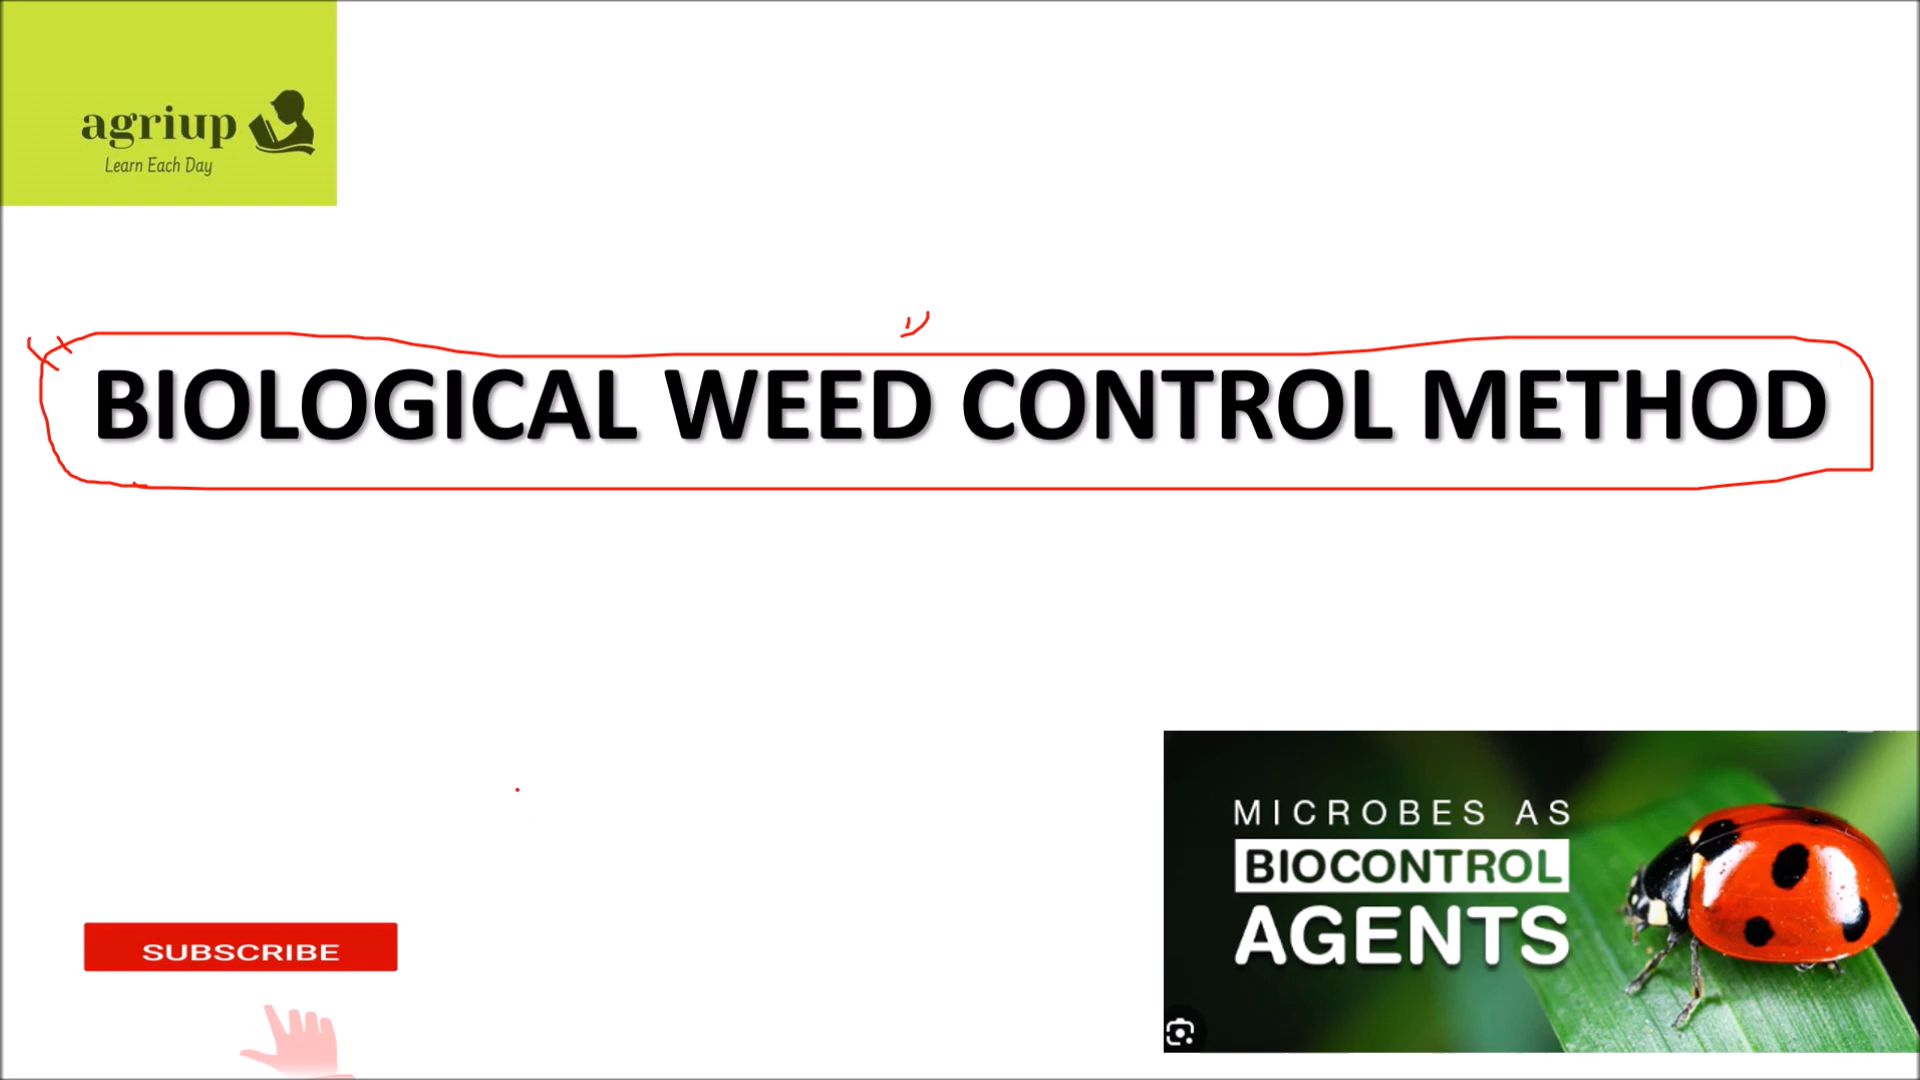 agriup
Learn Each Day
BIOLOGICAL WEED CONTROL METHOD
MICROBES AS
BIOCONTROL
AGENTS
SUBSCRIBE